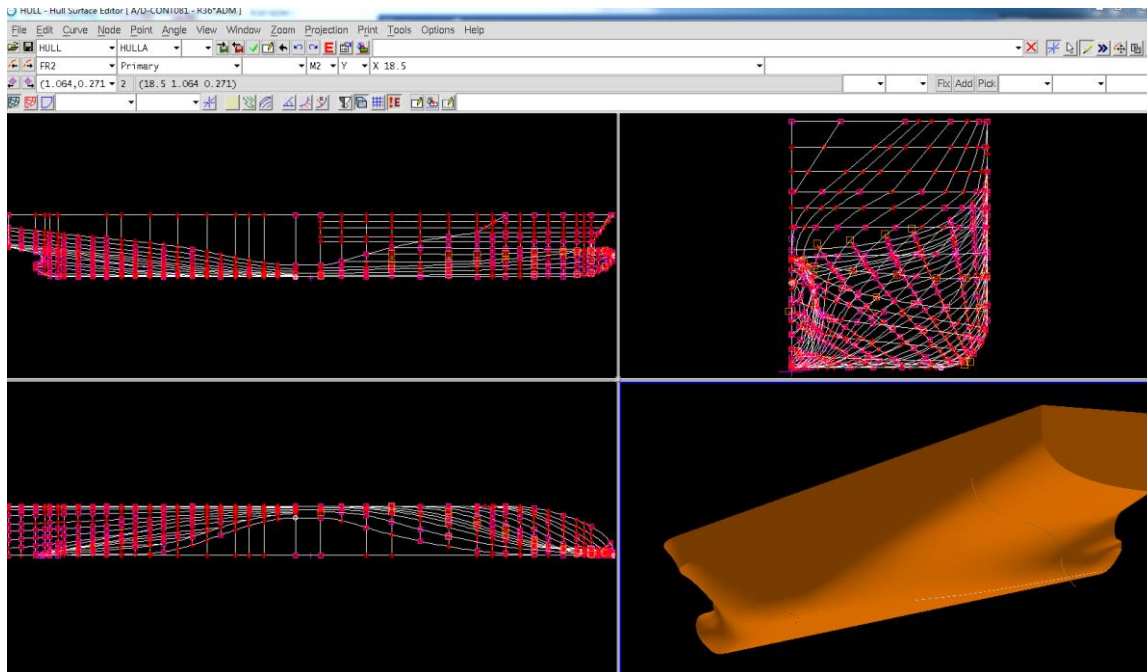 HULL - Hull Surface Editor [ A/D-CONT081 - R36*ADM ]
File Edit Curve Node Point Angle View Window Zoom Projection Print Tools Options Help
HULL HULLA E
FR2 Primary M2 Y X 18.5
(1.064,0.271 2 (18.5 1.064 0.271) Fix Add Pick
!E